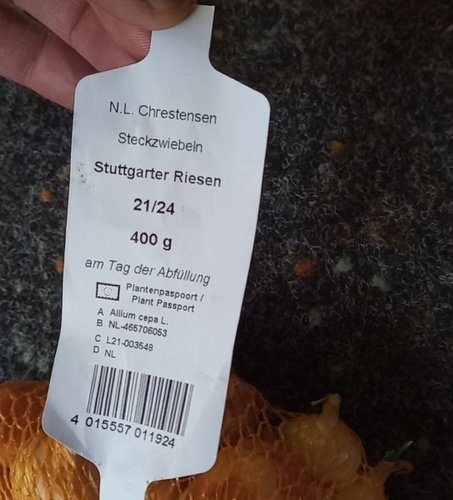 N.L. Chrestensen
Steckzwiebeln
Stuttgarter Riesen
21/24
400 g
am Tag der Abfüllung
Plantenpaspoort /
Plant Passport
A Allium cepa L.
B NL-465706053
C L21-003548
D NL
4 015557 011924